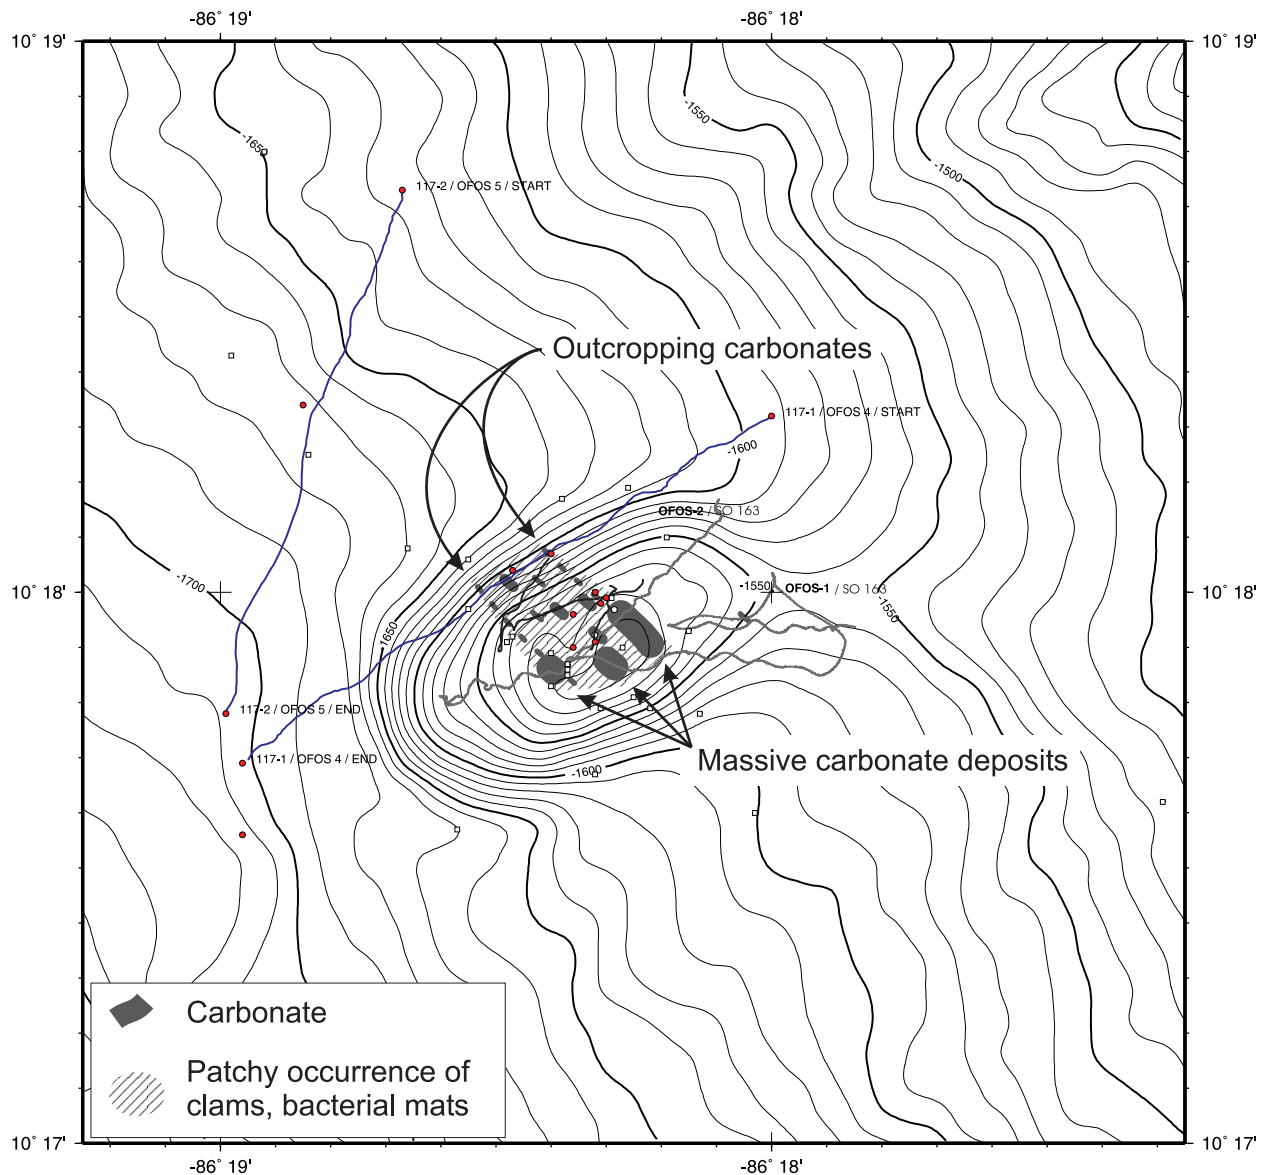 -86° 19'
-86° 18'
10° 19'
10° 19'
-1550
-1650
-1500
117-2 / OFOS 5 / START
Outcropping carbonates
117-1 / OFOS 4 / START
-1600
OFOS-2 / SO 163
-1700
10° 18'
10° 18'
-1550
OFOS-1 / SO 163
-1550
-1650
117-2 / OFOS 5 / END
117-1 / OFOS 4 / END
Massive carbonate deposits
-1600
Carbonate
Patchy occurrence of
clams, bacterial mats
10° 17'
10° 17'
-86° 19'
-86° 18'